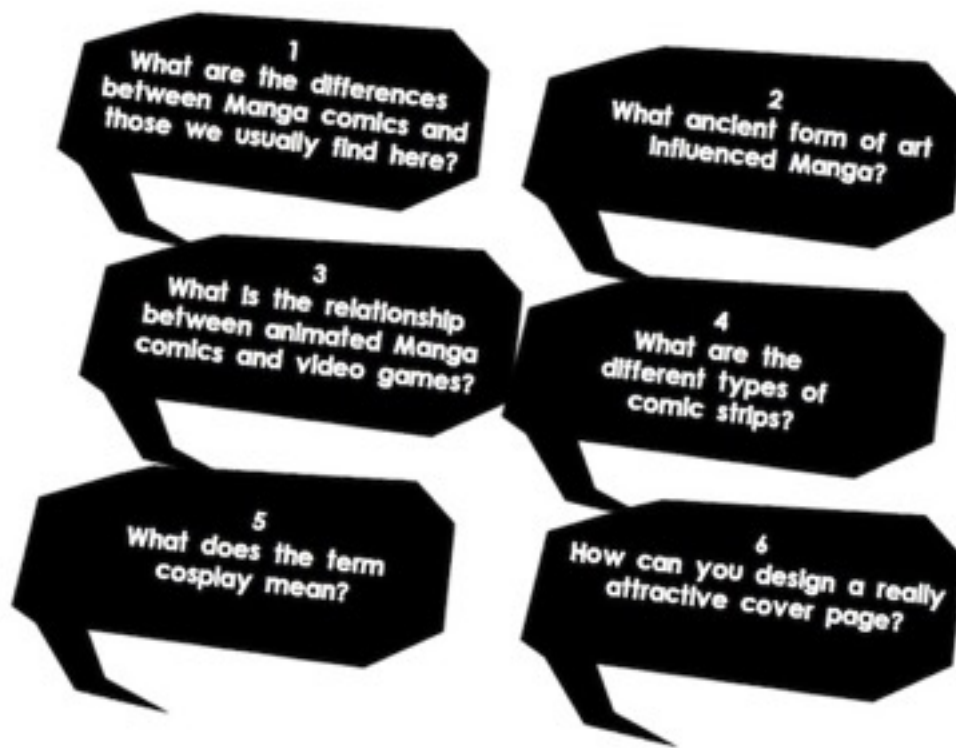 1
What are the differences
between Manga comics and
those we usually find here?
2
What ancient form of art
influenced Manga?
3
What is the relationship
between animated Manga
comics and video games?
4
What are the
different types of
comic strips?
5
What does the term
cosplay mean?
6
How can you design a really
attractive cover page?